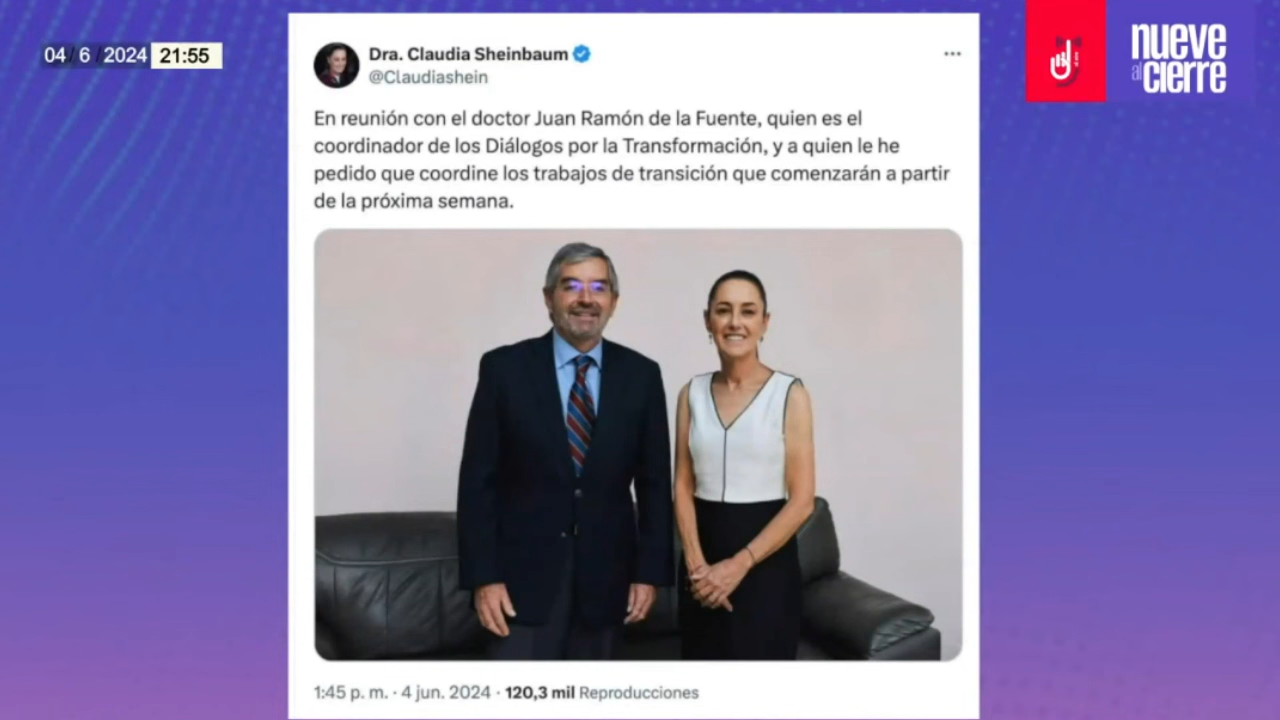 04 / 6 / 2024 21:55
nueve
al
cierre
Dra. Claudia Sheinbaum
@Claudiashein
En reunión con el doctor Juan Ramón de la Fuente, quien es el
coordinador de los Diálogos por la Transformación, y a quien le he
pedido que coordine los trabajos de transición que comenzarán a partir
de la próxima semana.
1:45 p. m. · 4 jun. 2024 · 120,3 mil Reproducciones